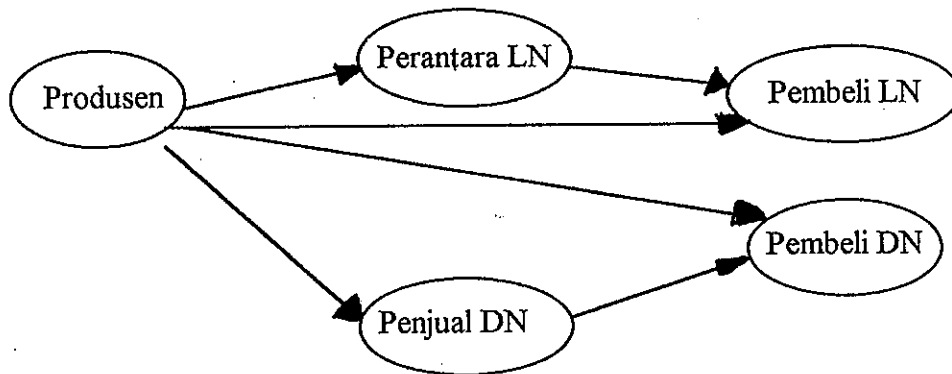 Perantara LN
Produsen
Pembeli LN
Pembeli DN
Penjual DN